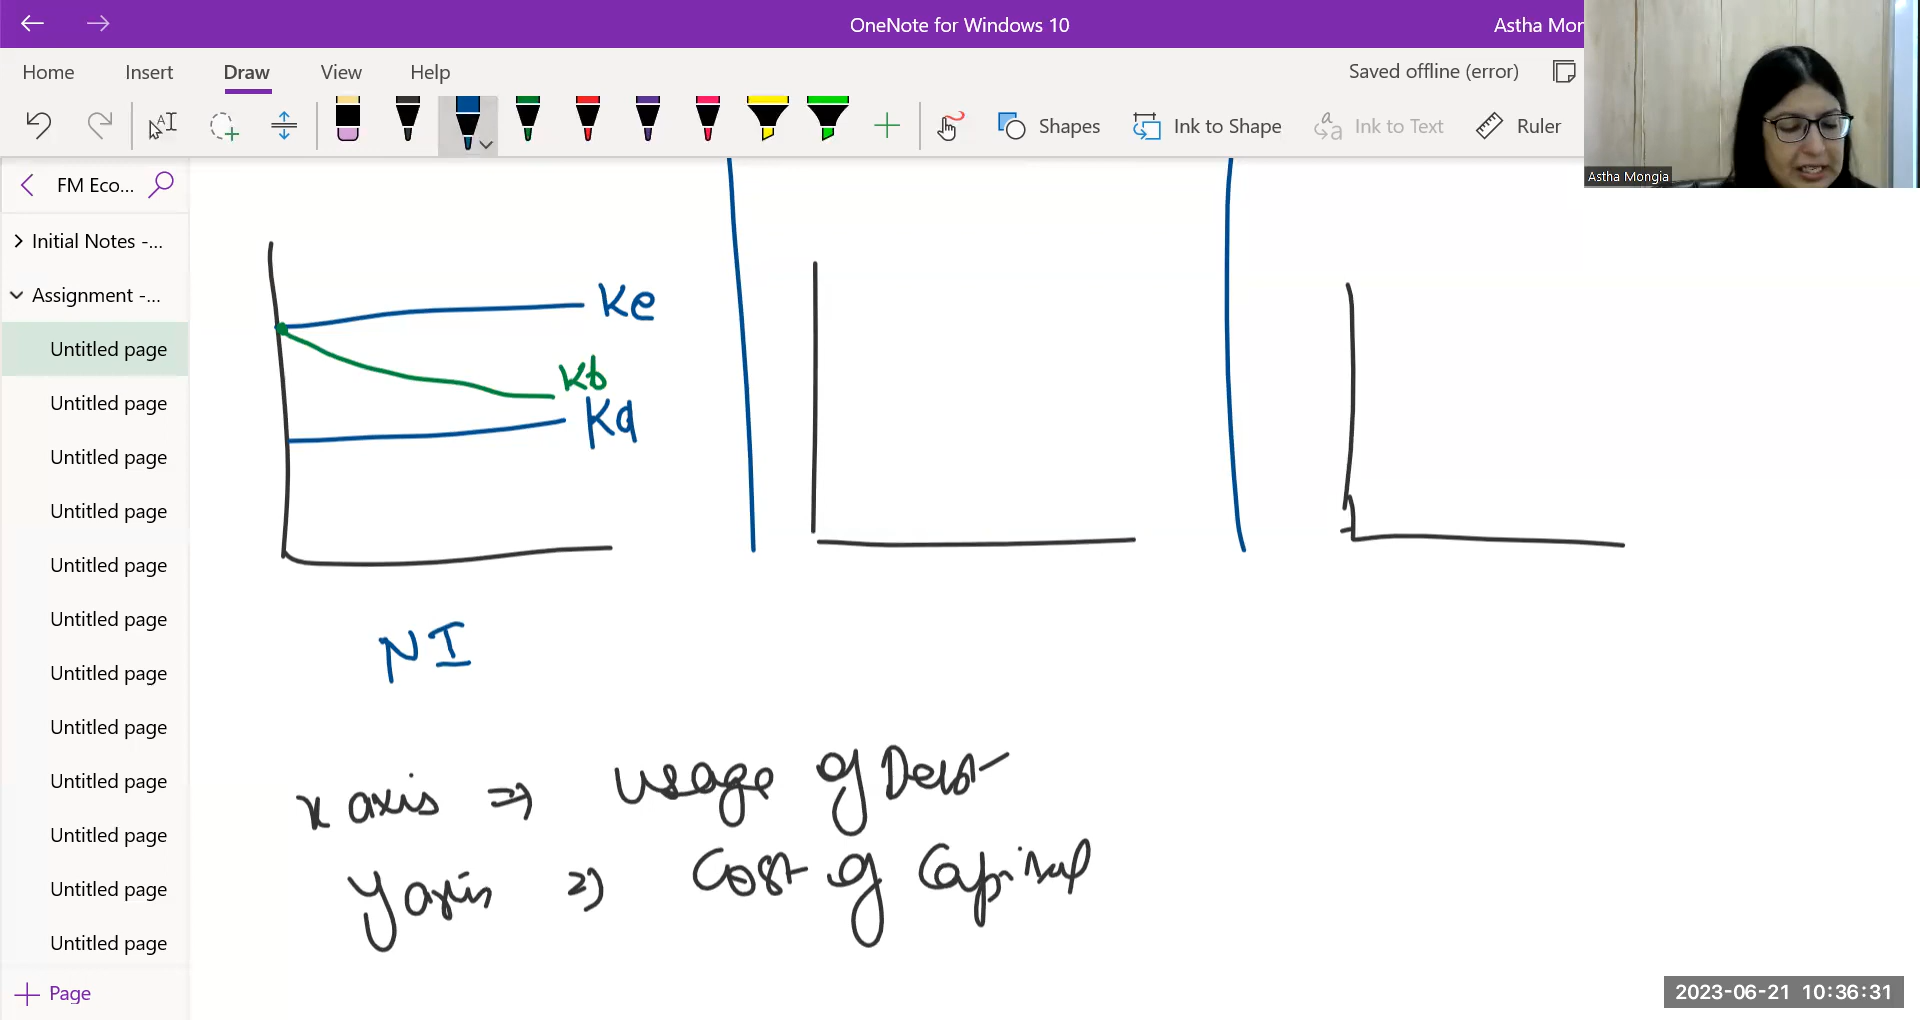 OneNote for Windows 10
Astha Mon
Home Insert Draw View Help
Saved offline (error)
Shapes Ink to Shape Ink to Text Ruler
Astha Mongia
FM Eco...
Initial Notes -...
Assignment -...
Untitled page
Untitled page
Untitled page
Untitled page
Untitled page
Untitled page
Untitled page
Untitled page
Untitled page
Untitled page
Untitled page
Untitled page
Page
Ke
Ko
Kd
NI
x axis ⇒ usage of Debt
y axis ⇒ Cost of Capital
2023-06-21 10:36:31